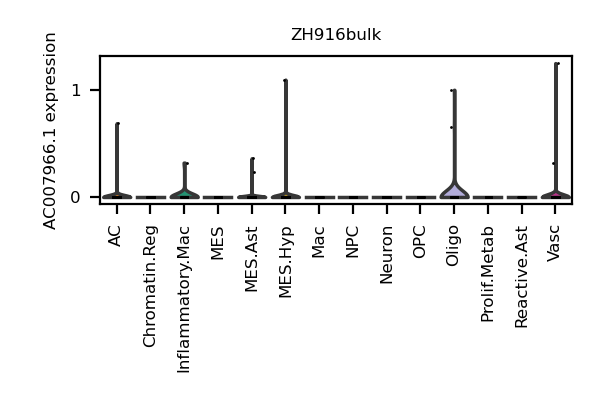 ZH916bulk
AC007966.1 expression
1
0
AC
Chromatin.Reg
Inflammatory.Mac
MES
MES.Ast
MES.Hyp
Mac
NPC
Neuron
OPC
Oligo
Prolif.Metab
Reactive.Ast
Vasc